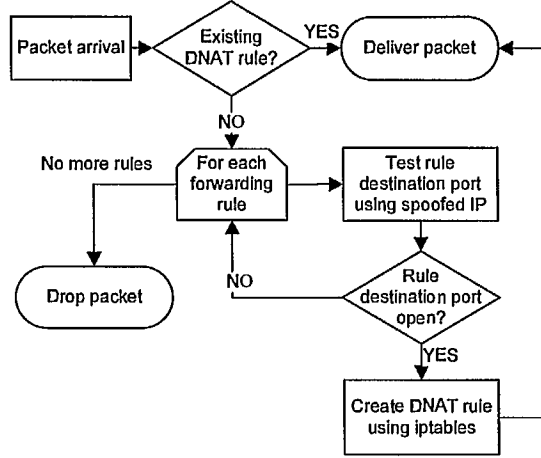 Packet arrival
Existing
DNAT rule?
YES
Deliver packet
NO
No more rules
For each
forwarding
rule
Test rule
destination port
using spoofed IP
Drop packet
NO
Rule
destination port
open?
YES
Create DNAT rule
using iptables